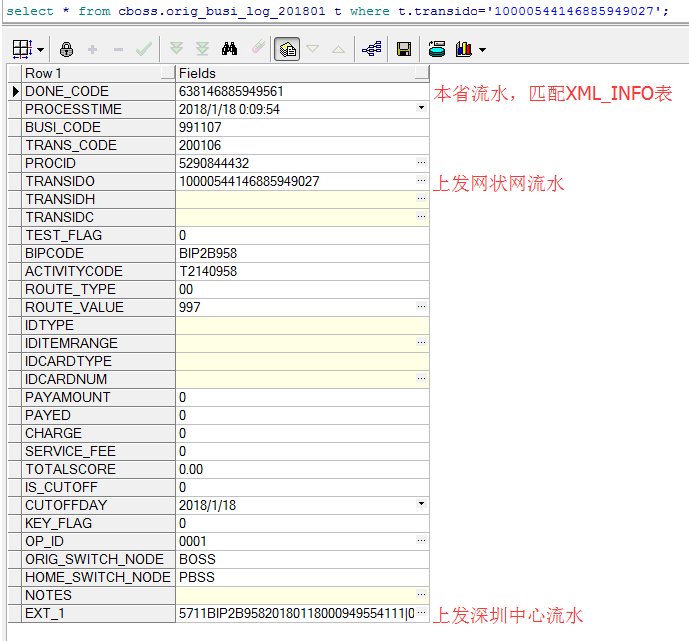 select * from cboss.orig_busi_log_201801 t where t.transido='10000544146885949027';
Row 1 Fields
DONE_CODE 638146885949561 本省流水，匹配XML_INFO表
PROCESSTIME 2018/1/18 0:09:54
BUSI_CODE 991107
TRANS_CODE 200106
PROCID 5290844432
TRANSIDO 10000544146885949027 上发网状网流水
TRANSIDH
TRANSIDC
TEST_FLAG 0
BIPCODE BIP2B958
ACTIVITYCODE T2140958
ROUTE_TYPE 00
ROUTE_VALUE 997
IDTYPE
IDITEMRANGE
IDCARDTYPE
IDCARDNUM
PAYAMOUNT 0
PAYED 0
CHARGE 0
SERVICE_FEE 0
TOTALSCORE 0.00
IS_CUTOFF 0
CUTOFFDAY 2018/1/18
KEY_FLAG 0
OP_ID 0001
ORIG_SWITCH_NODE BOSS
HOME_SWITCH_NODE PBSS
NOTES
EXT_1 5711BIP2B95820180118000949554111|0 上发深圳中心流水